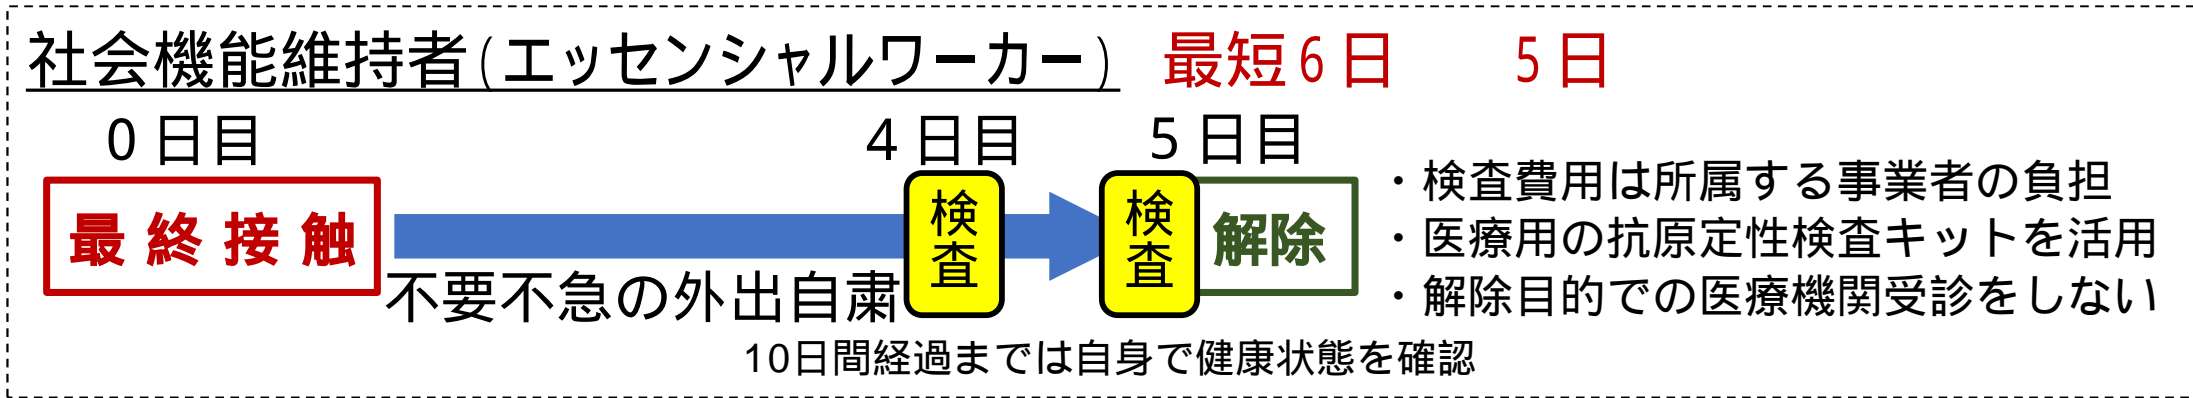 社会機能維持者(エッセンシャルワーカー) 最短6日 5日
0日目 4日目 5日目
最終接触 検査 検査 解除
不要不急の外出自粛
・検査費用は所属する事業者の負担
・医療用の抗原定性検査キットを活用
・解除目的での医療機関受診をしない
10日間経過までは自身で健康状態を確認